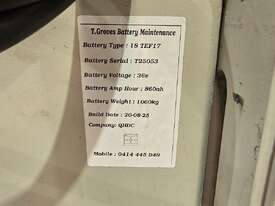 T.Groves Battery Maintenance
Battery Type : 18 TEF17
Battery Serial : T25053
Battery Voltage : 36v
Battery Amp Hour : 860ah
Battery Weight : 1060kg
Build Date : 20-08-25
Company: QHDC
Mobile : 0414 445 049